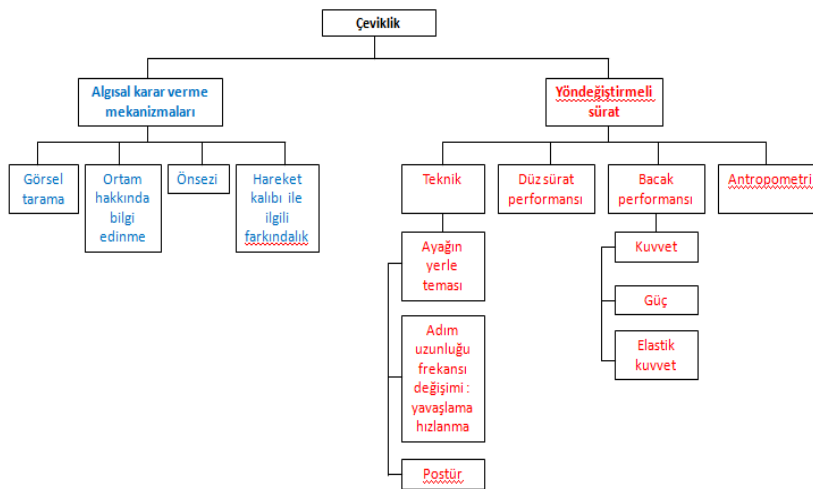 Çeviklik
Algısal karar verme
mekanizmaları
Yöndeğiştirmeli
sürat
Görsel
tarama
Ortam
hakkında
bilgi
edinme
Önsezi
Hareket
kalıbı ile
ilgili
farkındalık
Teknik
Düz sürat
performansı
Bacak
performansı
Antropometri
Ayağın
yerle
teması
Adım
uzunluğu
frekansı
değişimi :
yavaşlama
hızlanma
Postür
Kuvvet
Güç
Elastik
kuvvet